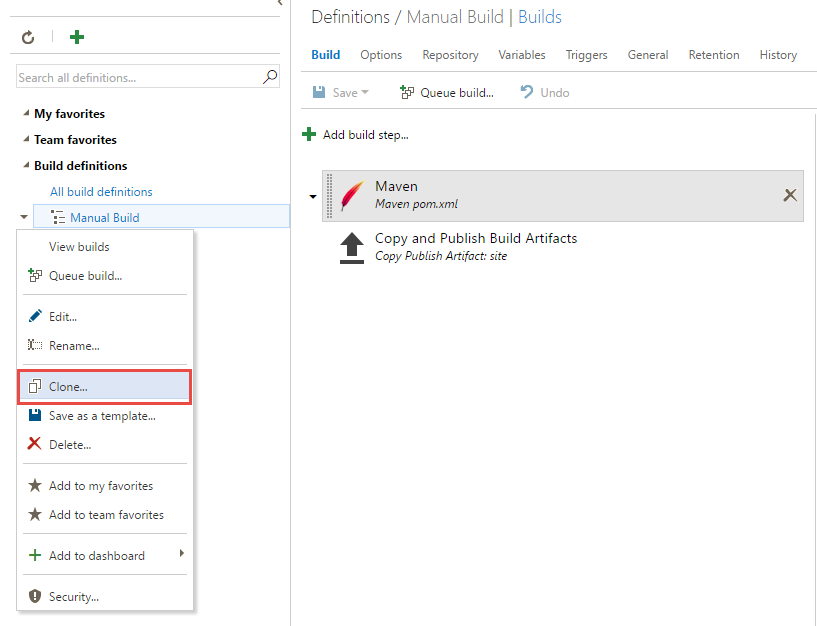 Search all definitions...
My favorites
Team favorites
Build definitions
All build definitions
Manual Build
View builds
Queue build...
Edit...
Rename...
Clone...
Save as a template...
Delete...
Add to my favorites
Add to team favorites
Add to dashboard
Security...
Definitions / Manual Build | Builds
Build Options Repository Variables Triggers General Retention History
Save Queue build... Undo
Add build step...
Maven
Maven pom.xml
Copy and Publish Build Artifacts
Copy Publish Artifact: site